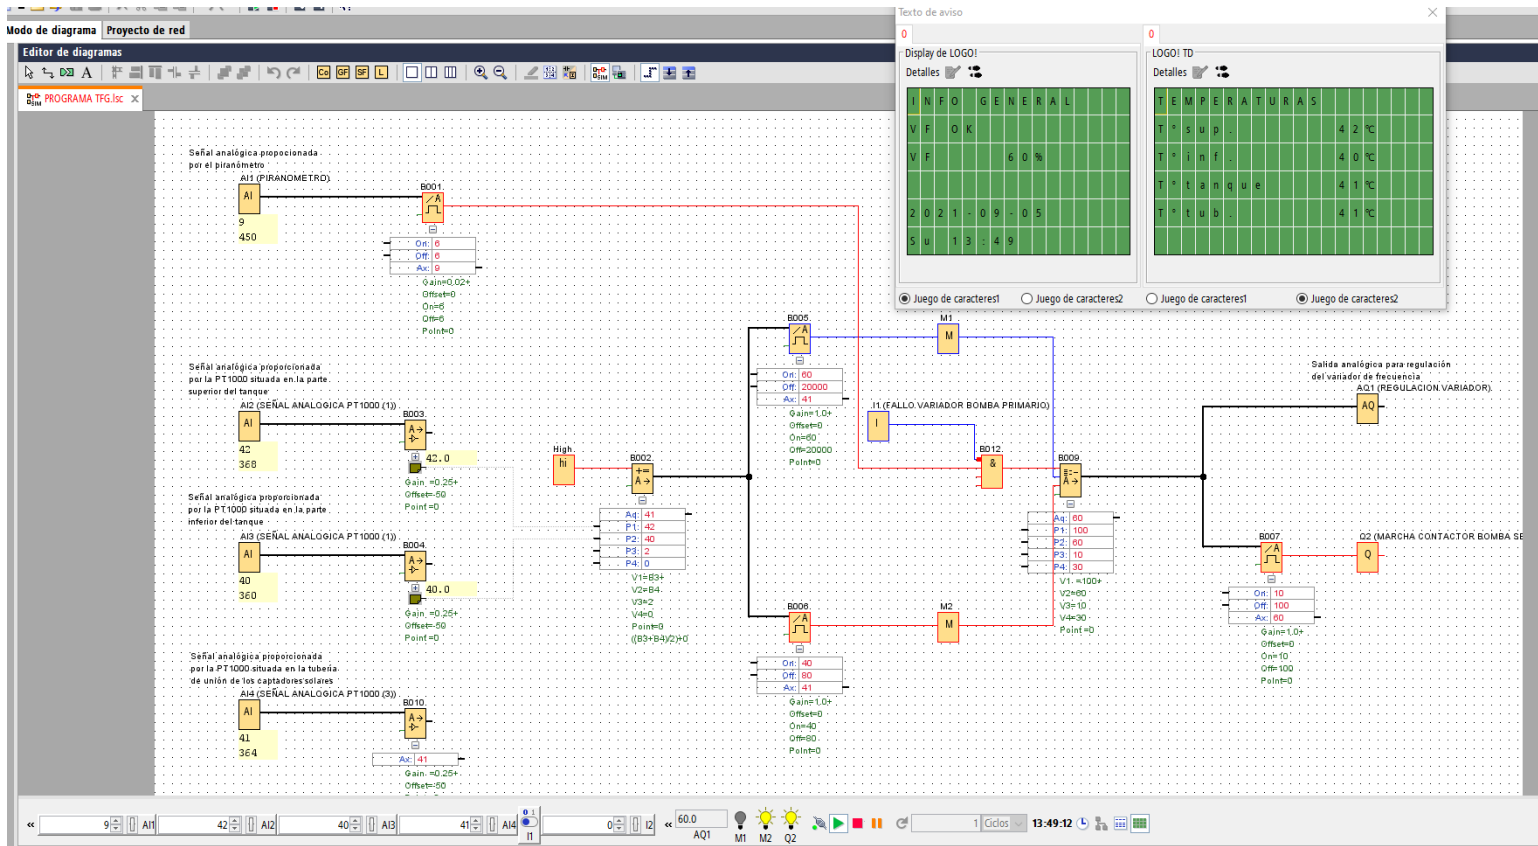 Modo de diagrama
Proyecto de red
Editor de diagramas
A
Co GF SF L
PROGRAMA TFG.lsc
Texto de aviso
0
0
Display de LOGO!
LOGO! TD
Detalles
Detalles
INFO GENERAL
VF OK
VF 60%
2021-09-05
Su 13:49
TEMPERATURAS
Tº sup. 42℃
Tº inf. 40℃
Tº tanque 41℃
Tº tub. 41℃
Juego de caracteres1
Juego de caracteres2
Juego de caracteres1
Juego de caracteres2
Señal analógica propocionada
por el piranómetro
AI1 (PIRANOMETRO)
AI
9
450
B001
On: 6
Off: 6
Ax: 9
Gain=0.02+
Offset=0
On=6
Off=6
Point=0
Señal analógica proporcionada
por la PT1000 situada en la parte
superior del tanque
AI2 (SEÑAL ANALOGICA PT1000 (1))
AI
42
368
B003
42.0
Gain =0.25+
Offset=-50
Point =0
Señal analógica proporcionada
por la PT1000 situada en la parte
inferior del tanque
AI3 (SEÑAL ANALOGICA PT1000 (1))
AI
40
360
B004
40.0
Gain =0.25+
Offset=-50
Point =0
Señal analógica proporcionada
por la PT1000 situada en la tubería
de unión de los captadores solares
AI4 (SEÑAL ANALOGICA PT1000 (3))
AI
41
364
B010
Ax: 41
Gain =0.25+
Offset=-50
High
hi
B002
Aq: 41
P1: 42
P2: 40
P3: 2
P4: 0
V1=B3+
V2=B4
V3=2
V4=0
Point=0
((B3+B4)/2)+0
B005
On: 60
Off: 20000
Ax: 41
Gain=1.0+
Offset=0
On=60
Off=20000
Point=0
M1
M
I1 (FALLO VARIADOR BOMBA PRIMARIO)
I
B012
&
B006
On: 40
Off: 80
Ax: 41
Gain=1.0+
Offset=0
On=40
Off=80
Point=0
M2
M
B009
Aq: 60
P1: 100
P2: 60
P3: 10
P4: 30
V1 =100+
V2=60
V3=10
V4=30
Point =0
Salida analógica para regulación
del variador de frecuencia
AQ1 (REGULACION VARIADOR)
AQ
B007
On: 10
Off: 100
Ax: 60
Gain=1.0+
Offset=0
On=10
Off=100
Point=0
Q2 (MARCHA CONTACTOR BOMBA SE
Q
9 AI1 42 AI2 40 AI3 41 AI4 I1 0 I2 60.0 AQ1 M1 M2 Q2 1 Ciclos 13:49:12